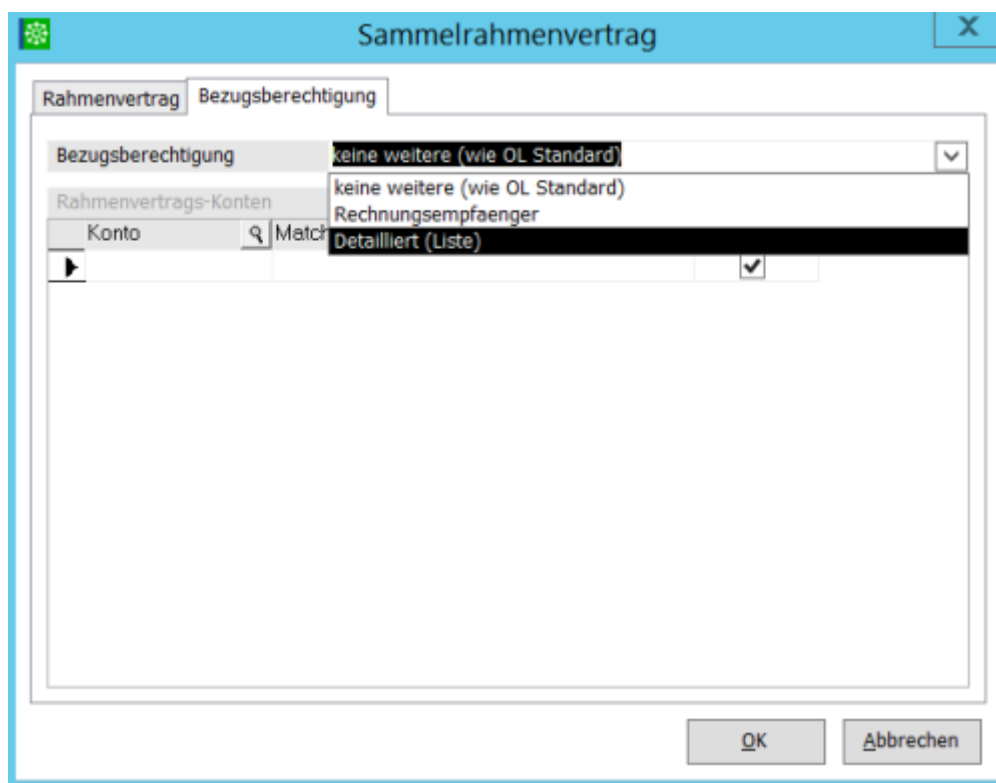 Sammelrahmenvertrag
X
Rahmenvertrag Bezugsberechtigung
Bezugsberechtigung keine weitere (wie OL Standard)
keine weitere (wie OL Standard)
Rahmenvertrags-Konten
Rechnungsempfaenger
Konto Match
Detailliert (Liste)
OK Abbrechen